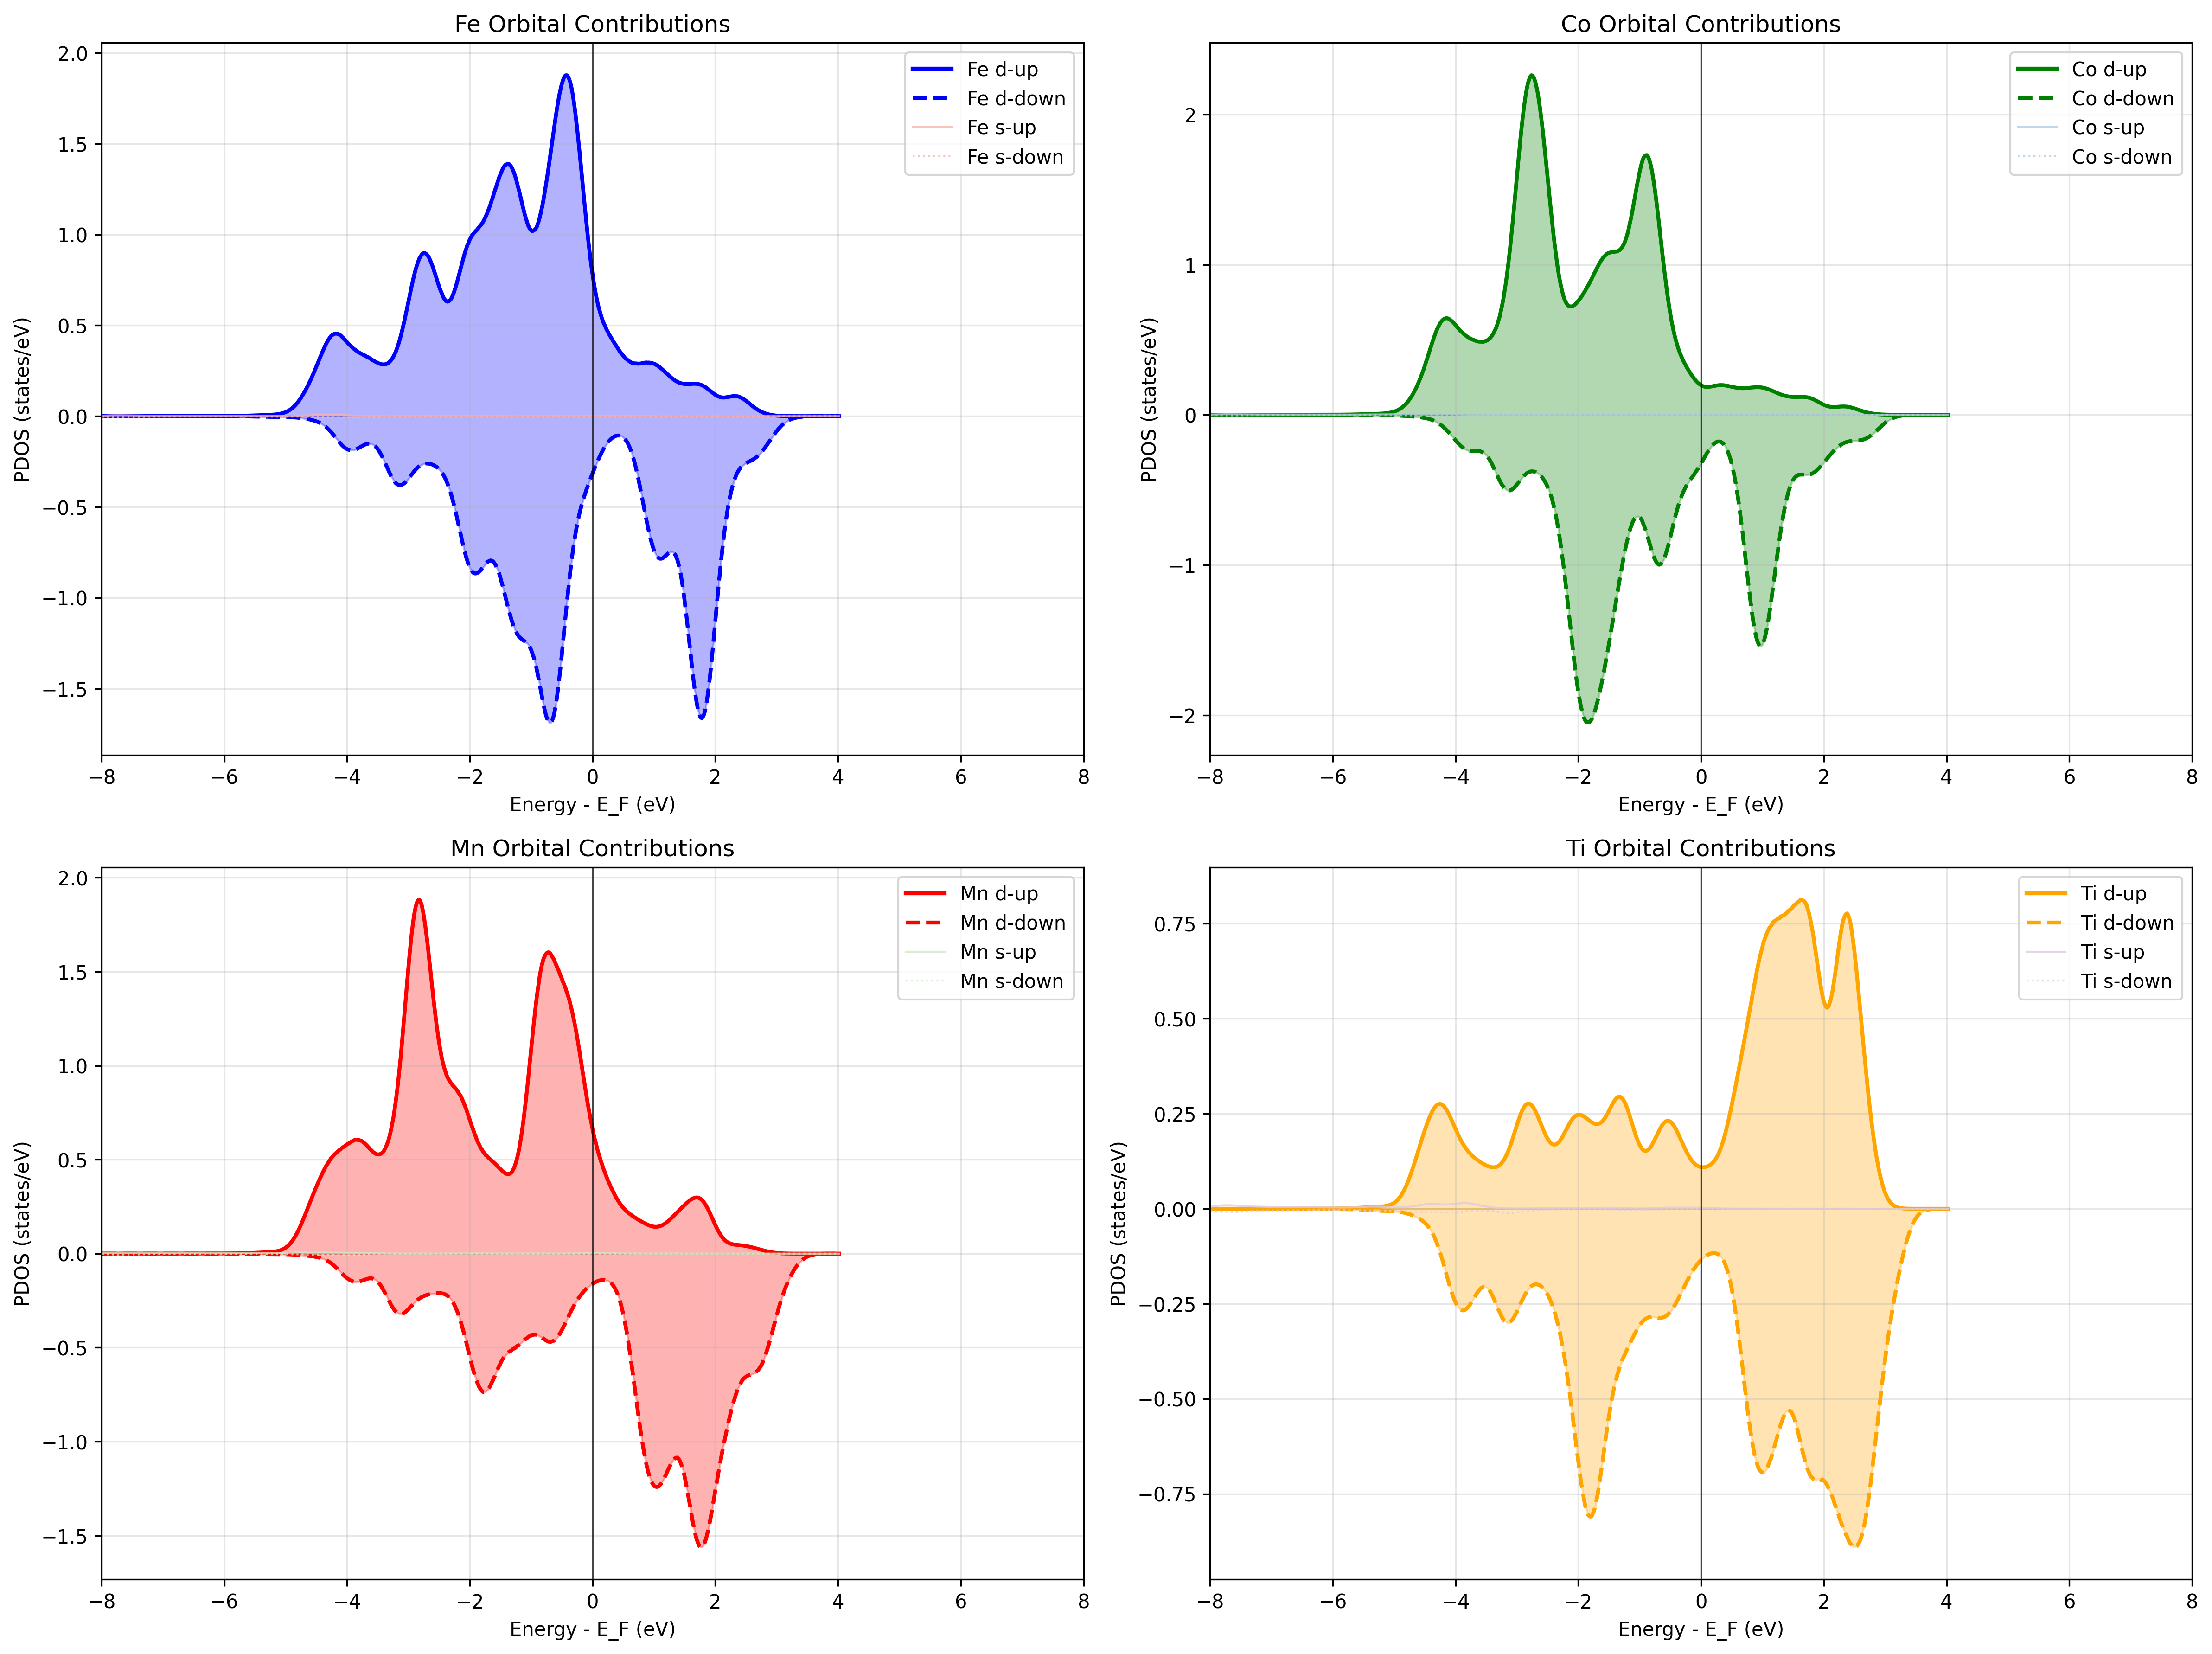 Fe Orbital Contributions
2.0
1.5
1.0
0.5
0.0
−0.5
−1.0
−1.5
PDOS (states/eV)
−8 −6 −4 −2 0 2 4 6 8
Energy - E_F (eV)
Fe d-up
Fe d-down
Fe s-up
Fe s-down
Co Orbital Contributions
2
1
0
−1
−2
PDOS (states/eV)
−8 −6 −4 −2 0 2 4 6 8
Energy - E_F (eV)
Co d-up
Co d-down
Co s-up
Co s-down
Mn Orbital Contributions
2.0
1.5
1.0
0.5
0.0
−0.5
−1.0
−1.5
PDOS (states/eV)
−8 −6 −4 −2 0 2 4 6 8
Energy - E_F (eV)
Mn d-up
Mn d-down
Mn s-up
Mn s-down
Ti Orbital Contributions
0.75
0.50
0.25
0.00
−0.25
−0.50
−0.75
PDOS (states/eV)
−8 −6 −4 −2 0 2 4 6 8
Energy - E_F (eV)
Ti d-up
Ti d-down
Ti s-up
Ti s-down